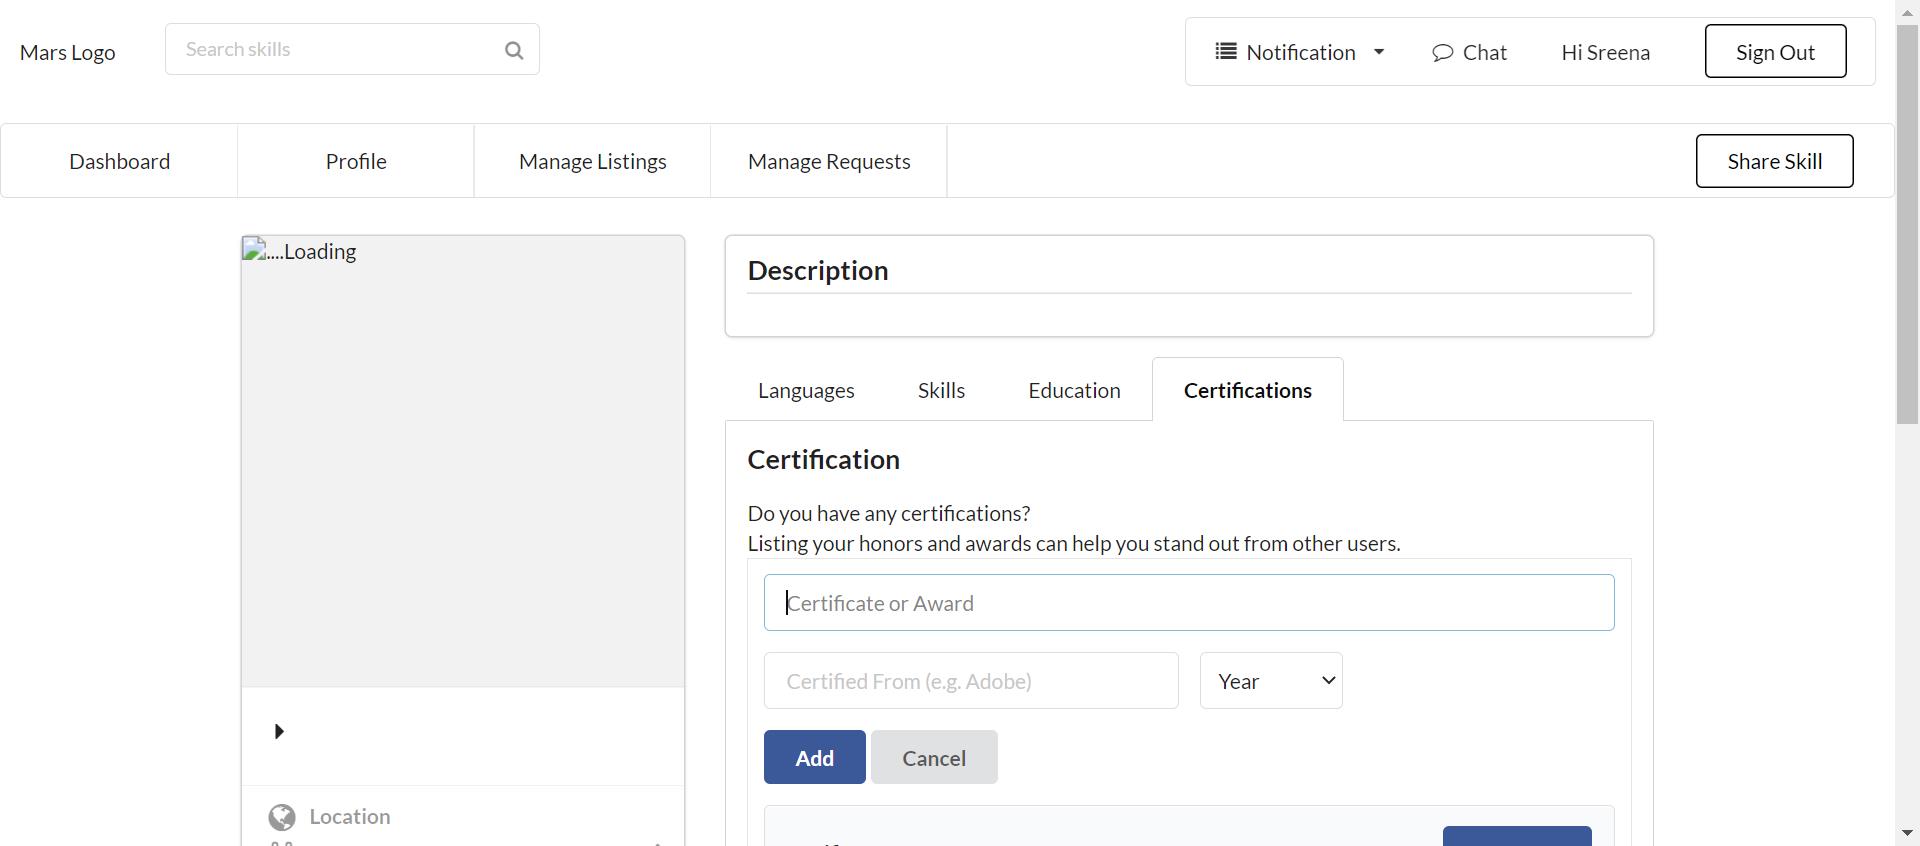 Mars Logo
Search skills
Notification
Chat
Hi Sreena
Sign Out
Dashboard
Profile
Manage Listings
Manage Requests
Share Skill
....Loading
Description
Languages
Skills
Education
Certifications
Certification
Do you have any certifications?
Listing your honors and awards can help you stand out from other users.
Certificate or Award
Certified From (e.g. Adobe)
Year
Add
Cancel
Location